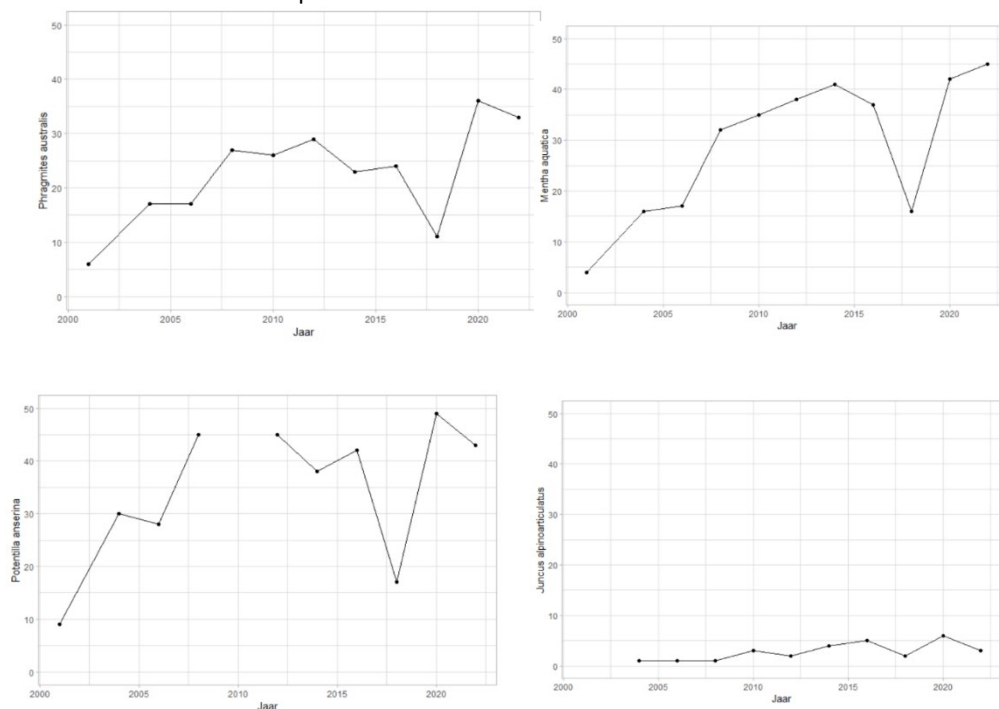 Phragmites australis
50
40
30
20
10
0
2000 2005 2010 2015 2020
Jaar
Mentha aquatica
50
40
30
20
10
0
2000 2005 2010 2015 2020
Jaar
Potentilla anserina
50
40
30
20
10
0
2000 2005 2010 2015 2020
Jaar
Juncus alpinoarticulatus
50
40
30
20
10
0
2000 2005 2010 2015 2020
Jaar